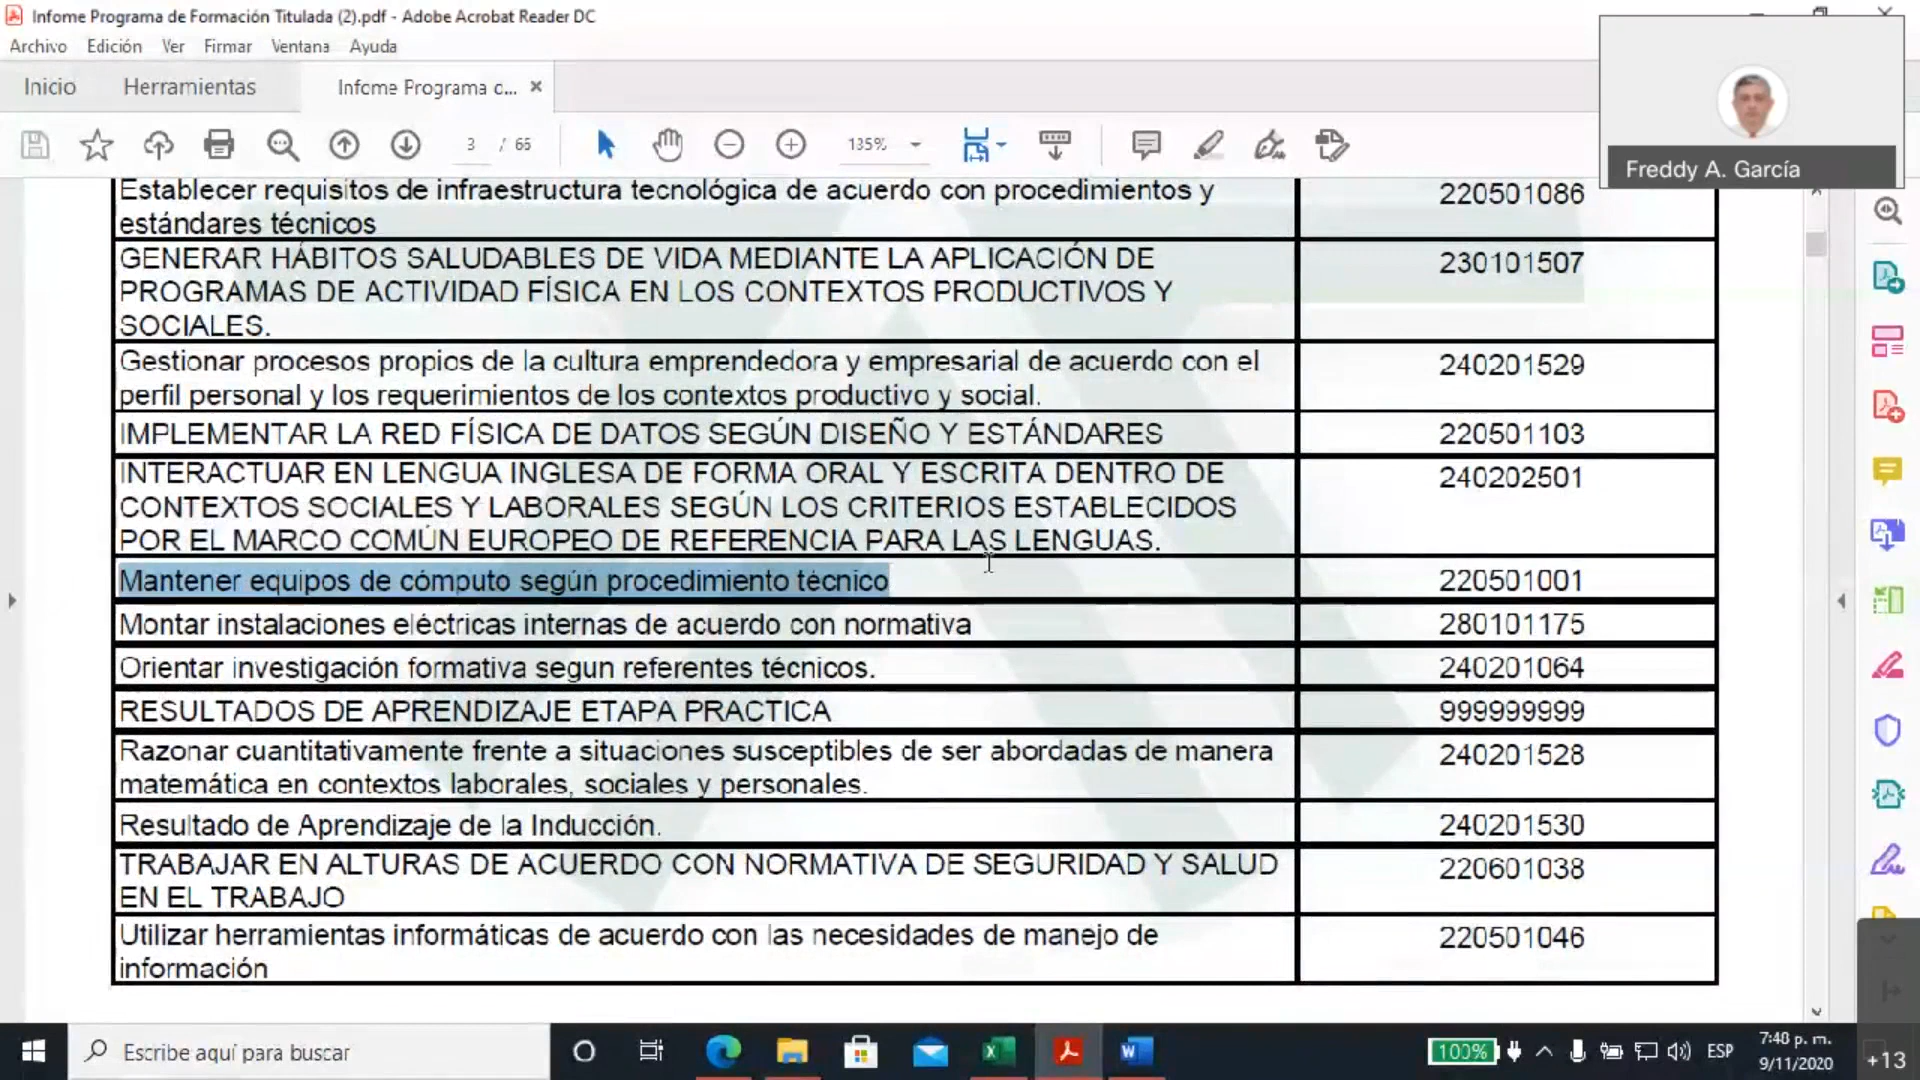 Infome Programa de Formación Titulada (2).pdf - Adobe Acrobat Reader DC
Archivo Edición Ver Firmar Ventana Ayuda
Inicio Herramientas Infome Programa d... ×
3 / 66 135%
Freddy A. García
Establecer requisitos de infraestructura tecnológica de acuerdo con procedimientos y 220501086
estándares técnicos
GENERAR HÁBITOS SALUDABLES DE VIDA MEDIANTE LA APLICACIÓN DE 230101507
PROGRAMAS DE ACTIVIDAD FÍSICA EN LOS CONTEXTOS PRODUCTIVOS Y
SOCIALES.
Gestionar procesos propios de la cultura emprendedora y empresarial de acuerdo con el 240201529
perfil personal y los requerimientos de los contextos productivo y social.
IMPLEMENTAR LA RED FÍSICA DE DATOS SEGÚN DISEÑO Y ESTÁNDARES 220501103
INTERACTUAR EN LENGUA INGLESA DE FORMA ORAL Y ESCRITA DENTRO DE 240202501
CONTEXTOS SOCIALES Y LABORALES SEGÚN LOS CRITERIOS ESTABLECIDOS
POR EL MARCO COMÚN EUROPEO DE REFERENCIA PARA LAS LENGUAS.
Mantener equipos de cómputo según procedimiento técnico 220501001
Montar instalaciones eléctricas internas de acuerdo con normativa 280101175
Orientar investigación formativa segun referentes técnicos. 240201064
RESULTADOS DE APRENDIZAJE ETAPA PRACTICA 999999999
Razonar cuantitativamente frente a situaciones susceptibles de ser abordadas de manera 240201528
matemática en contextos laborales, sociales y personales.
Resultado de Aprendizaje de la Inducción. 240201530
TRABAJAR EN ALTURAS DE ACUERDO CON NORMATIVA DE SEGURIDAD Y SALUD 220601038
EN EL TRABAJO
Utilizar herramientas informáticas de acuerdo con las necesidades de manejo de 220501046
información
Escribe aquí para buscar
100% ESP 7:48 p. m.
9/11/2020
+13